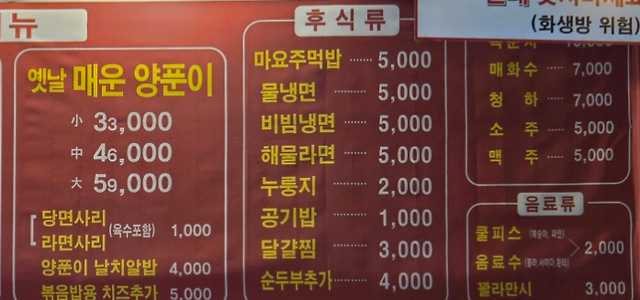 뉴
옛날 매운 양푼이
小 33,000
中 46,000
大 59,000
당면사리
라면사리
(육수포함) 1,000
양푼이 날치알밥 4,000
볶음밥용 치즈추가 5,000
후식류
마요주먹밥 ······ 5,000
물냉면 ········ 5,000
비빔냉면 ······ 5,000
해물라면 ······ 5,000
누룽지 ········ 2,000
공기밥 ········ 1,000
달걀찜 ········ 3,000
순두부추가 ···· 4,000
(화생방 위험)
매화수 ···· 7,000
청 하 ···· 7,000
소 주 ···· 5,000
맥 주 ···· 5,000
음료류
쿨피스
음료수
2,000
꽐라만시 3,000